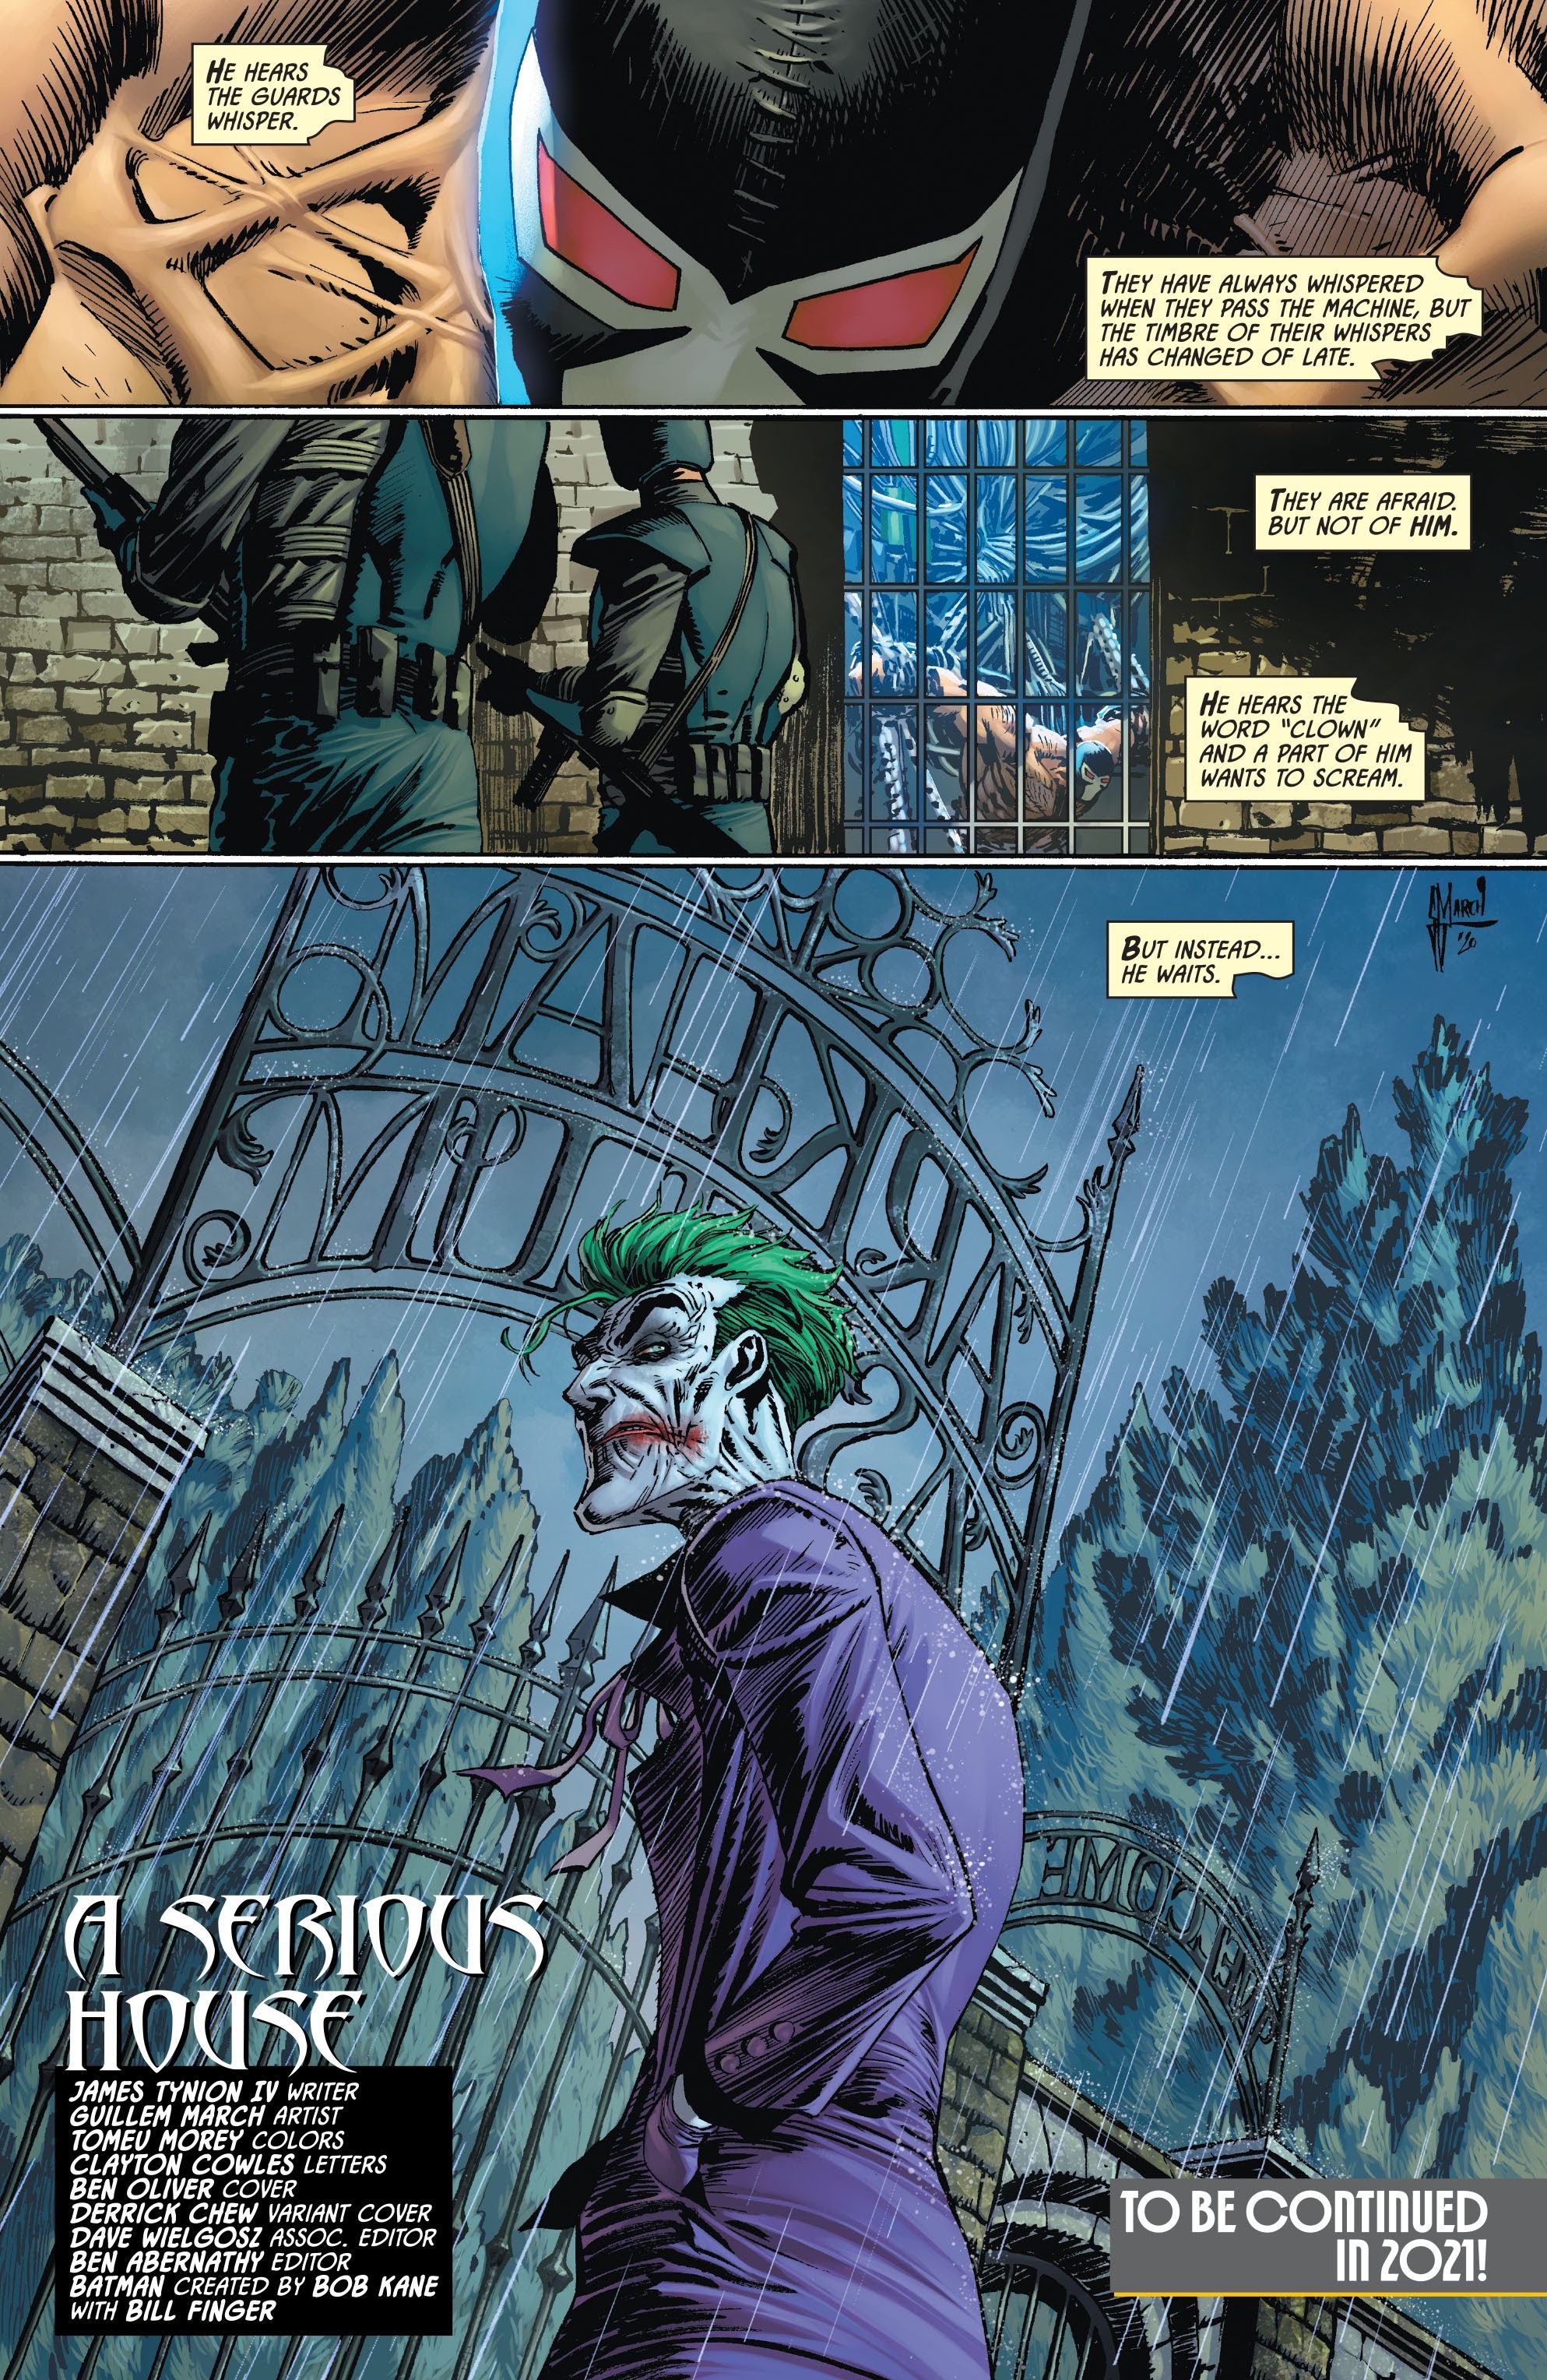 HE HEARS
THE GUARDS
WHISPER.
THEY HAVE ALWAYS WHISPERED
WHEN THEY PASS THE MACHINE, BUT
THE TIMBRE OF THEIR WHISPERS
HAS CHANGED OF LATE.
THEY ARE AFRAID.
BUT NOT OF HIM.
HE HEARS THE
WORD "CLOWN"
AND A PART OF HIM
WANTS TO SCREAM.
MARCH
'20
BUT INSTEAD...
HE WAITS.
ARKHAM
WELCOME
A SERIOUS
HOUSE
JAMES TYNION IV WRITER
GUILLEM MARCH ARTIST
TOMEU MOREY COLORS
CLAYTON COWLES LETTERS
BEN OLIVER COVER
DERRICK CHEW VARIANT COVER
DAVE WIELGOSZ ASSOC. EDITOR
BEN ABERNATHY EDITOR
BATMAN CREATED BY BOB KANE
WITH BILL FINGER
TO BE CONTINUED
IN 2021!